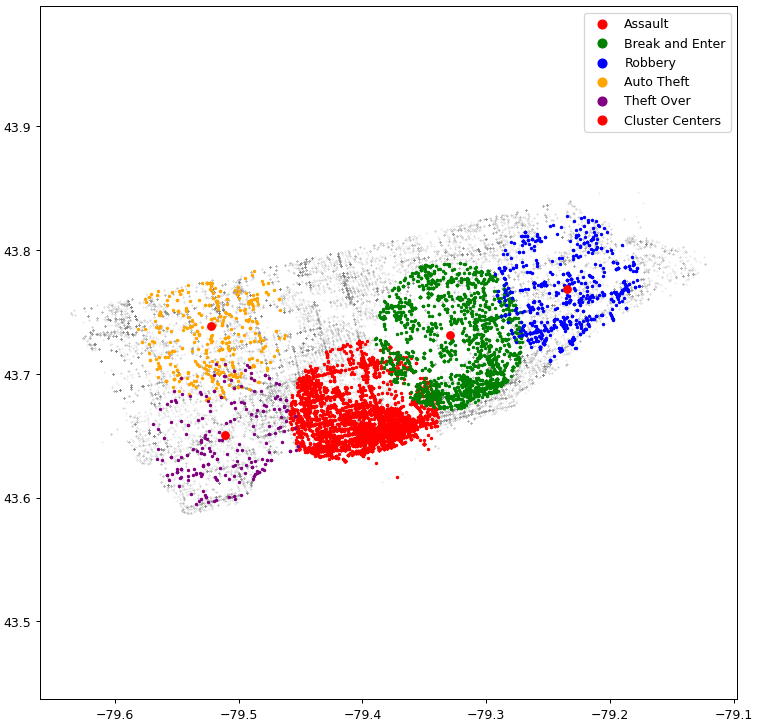 Assault
Break and Enter
Robbery
Auto Theft
Theft Over
Cluster Centers
43.9
43.8
43.7
43.6
43.5
−79.6 −79.5 −79.4 −79.3 −79.2 −79.1